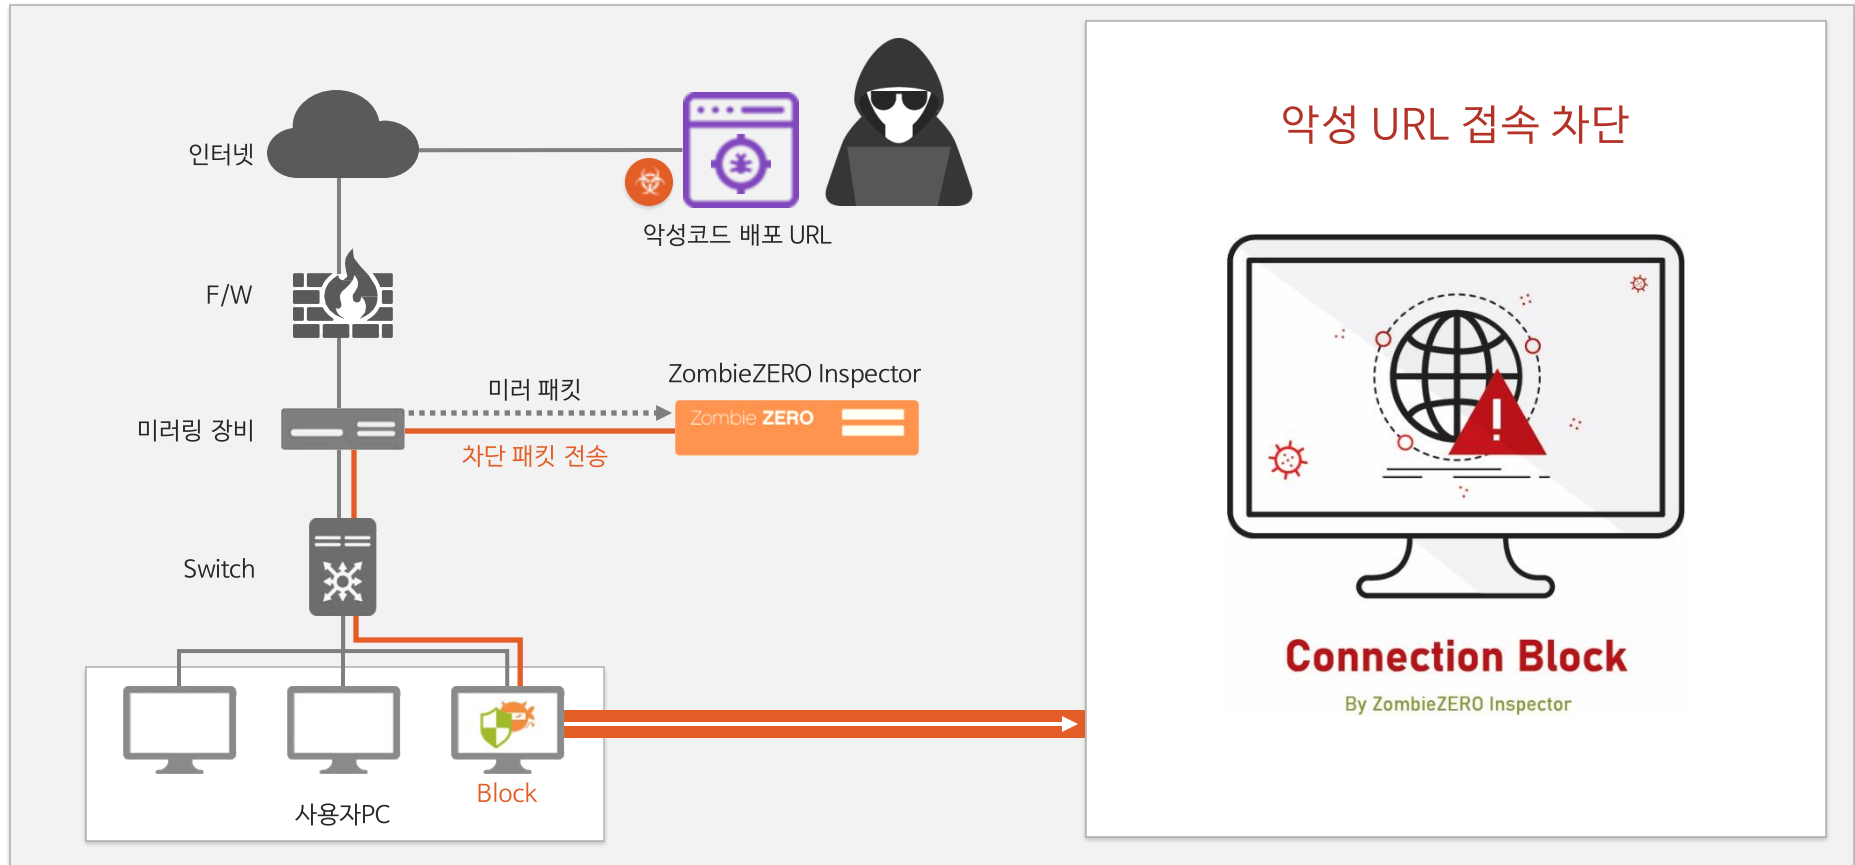 인터넷
악성코드 배포 URL
F/W
미러링 장비
미러 패킷
차단 패킷 전송
ZombieZERO Inspector
Zombie ZERO
Switch
Block
사용자PC
악성 URL 접속 차단
Connection Block
By ZombieZERO Inspector